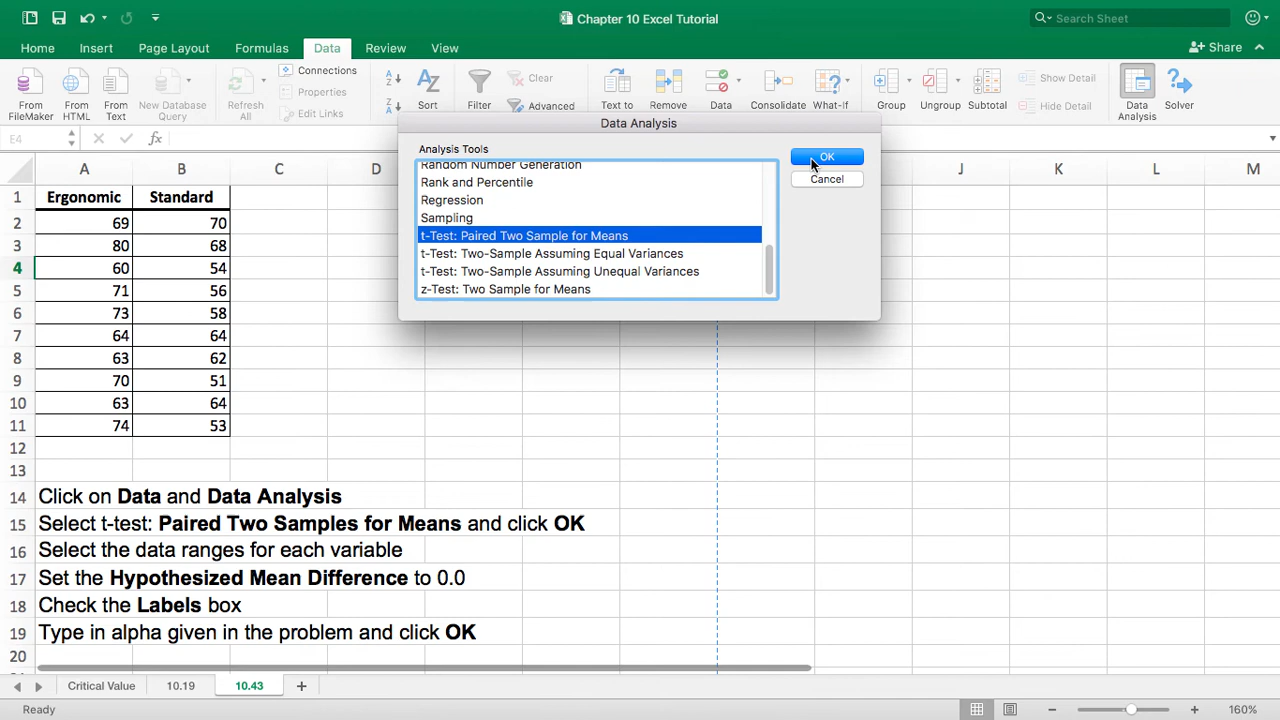 Chapter 10 Excel Tutorial
Search Sheet
Home Insert Page Layout Formulas Data Review View
Share
From FileMaker
From HTML
From Text
New Database Query
Refresh All
Connections
Properties
Edit Links
Sort
Filter
Clear
Advanced
Text to
Remove
Data
Consolidate
What-If
Group
Ungroup
Subtotal
Show Detail
Hide Detail
Data Analysis
Solver
E4
fx
Data Analysis
Analysis Tools
Random Number Generation
Rank and Percentile
Regression
Sampling
t-Test: Paired Two Sample for Means
t-Test: Two-Sample Assuming Equal Variances
t-Test: Two-Sample Assuming Unequal Variances
z-Test: Two Sample for Means
OK
Cancel
A B C D J K L M
1 Ergonomic Standard
2 69 70
3 80 68
4 60 54
5 71 56
6 73 58
7 64 64
8 63 62
9 70 51
10 63 64
11 74 53
12
13
14 Click on Data and Data Analysis
15 Select t-test: Paired Two Samples for Means and click OK
16 Select the data ranges for each variable
17 Set the Hypothesized Mean Difference to 0.0
18 Check the Labels box
19 Type in alpha given in the problem and click OK
20
Critical Value 10.19 10.43
Ready
160%